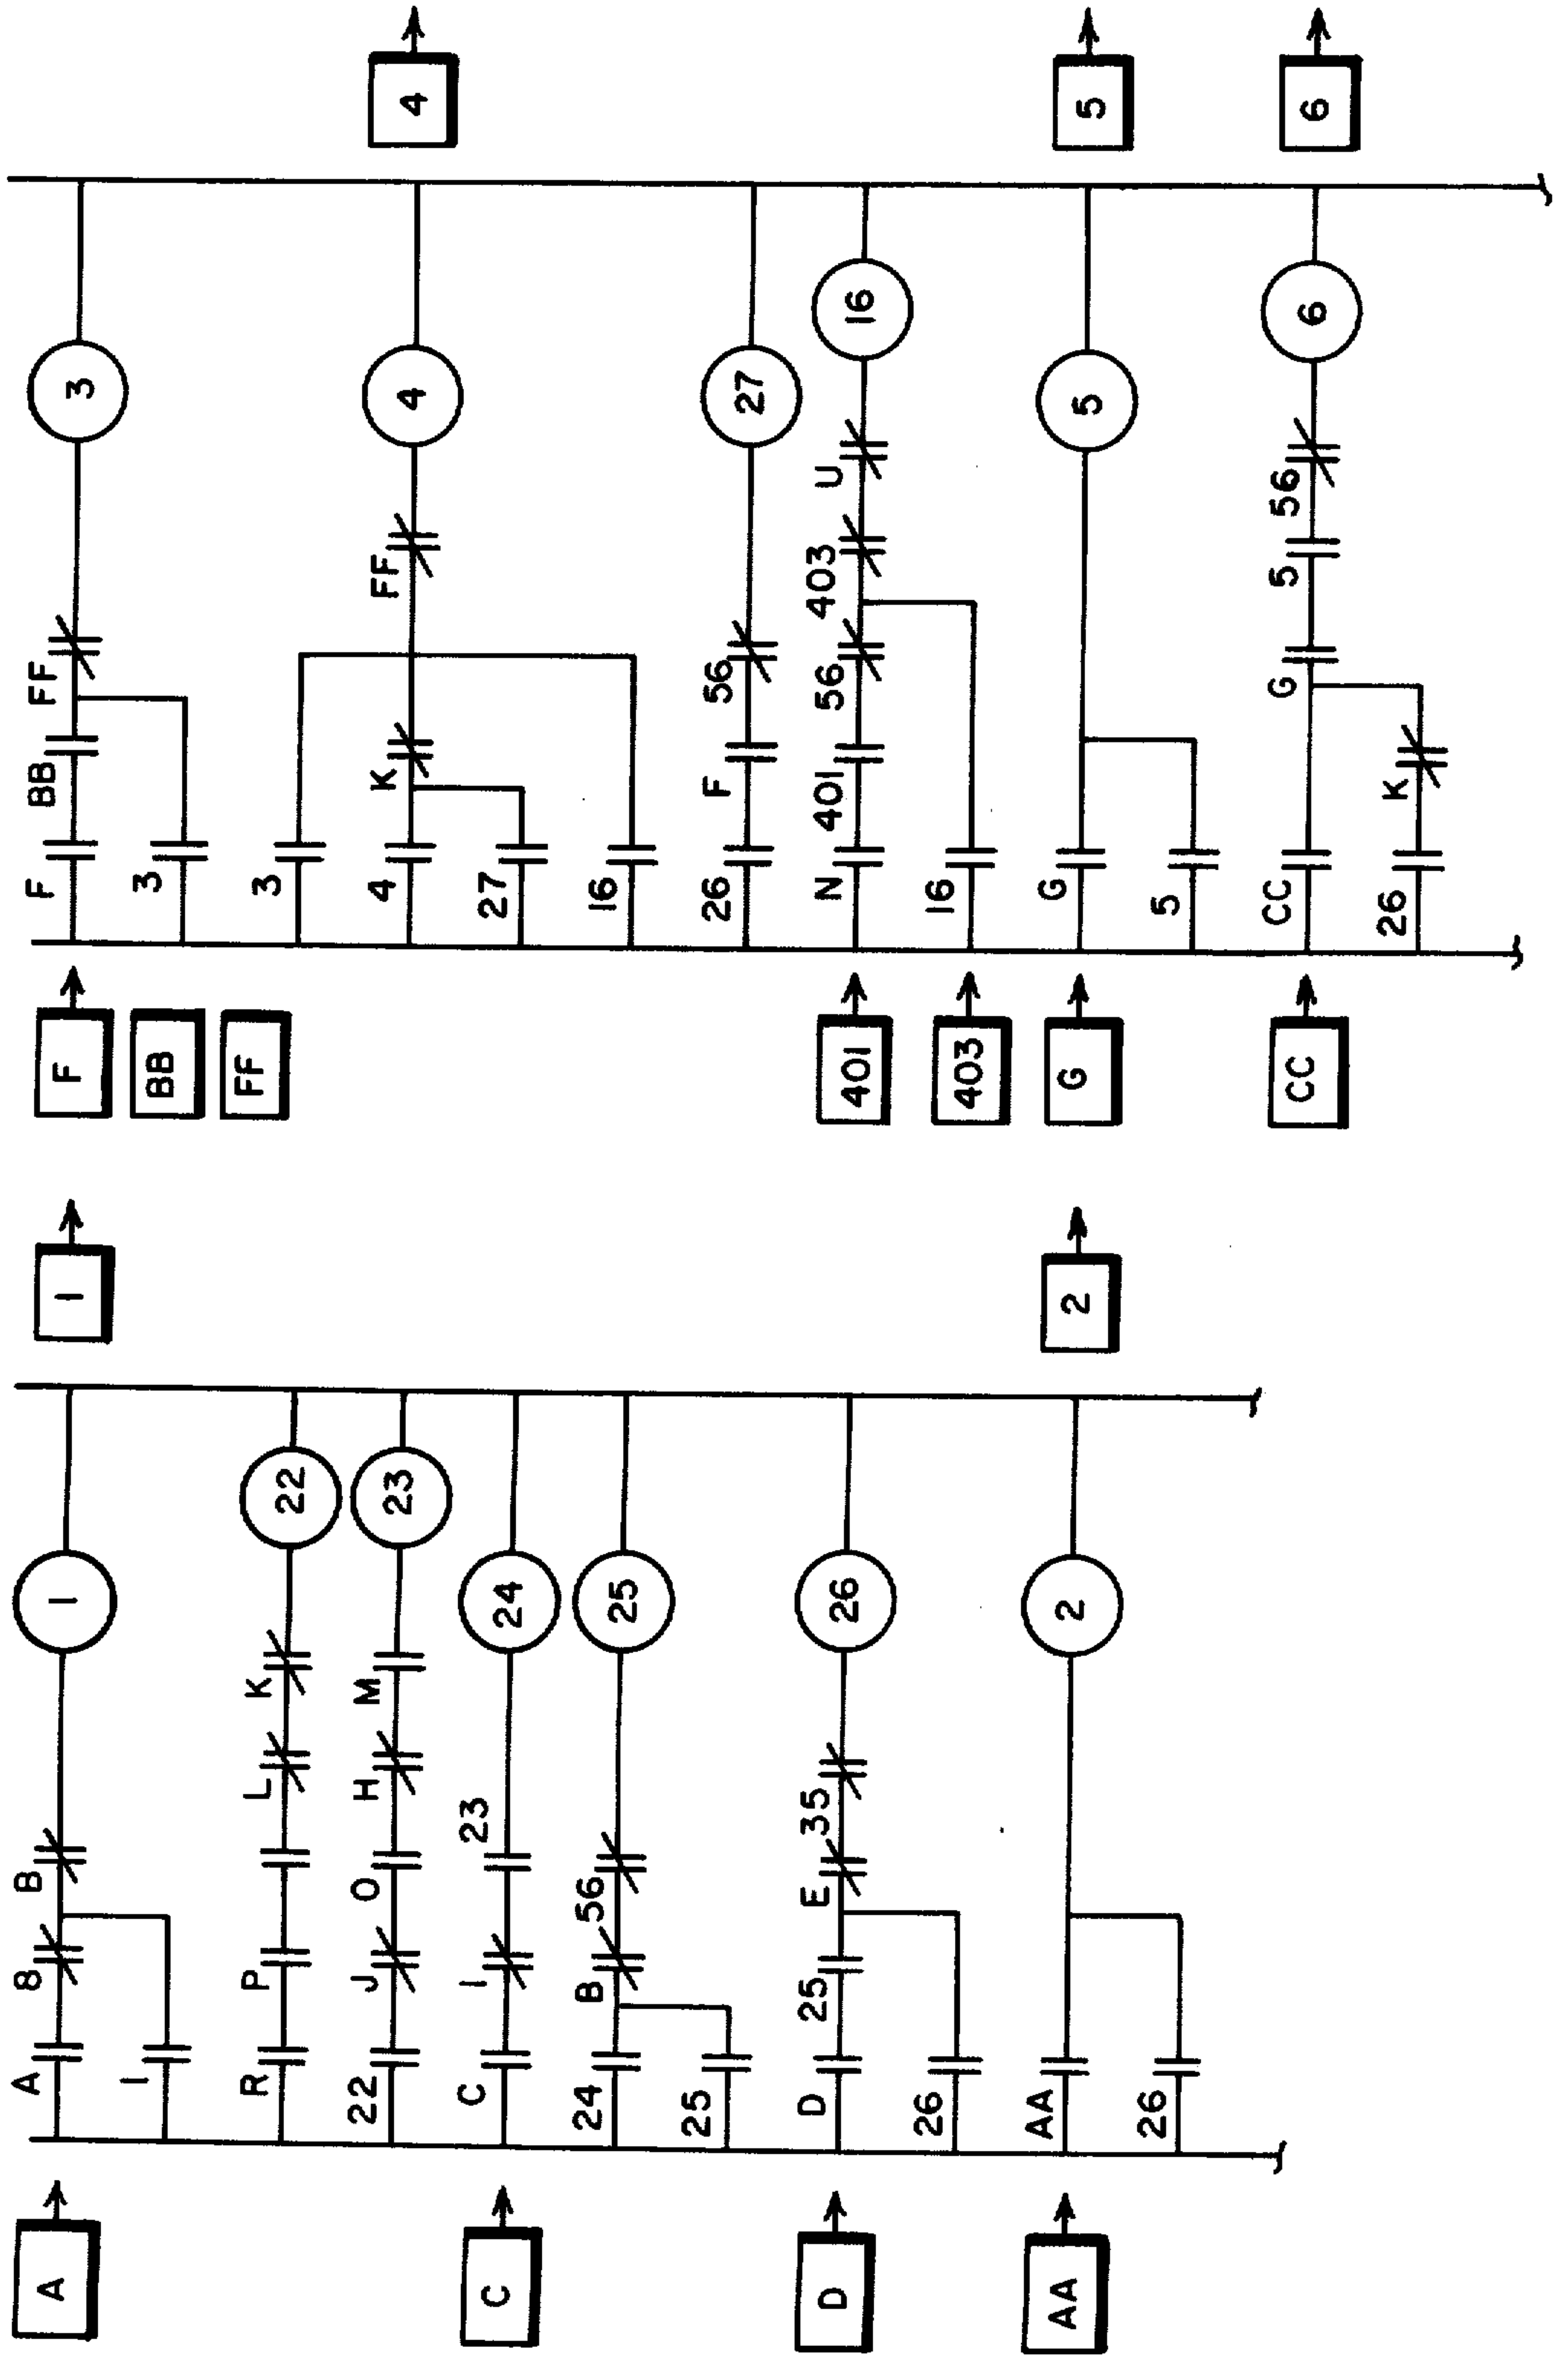 A A 8 B 1 1
1
R P L K 22
22 J O H M 23
C C 1 23 24
24 B 56 25
25
D D 25 E 35 26
26
AA AA 2 2
26
F F BB FF 3
BB 3
FF 3
4 K FF 4 4
27
16
26 F 56 27
401 N 401 56 403 U 16
403 16
G G 5 5
5
CC CC G 5 56 6 6
26 K